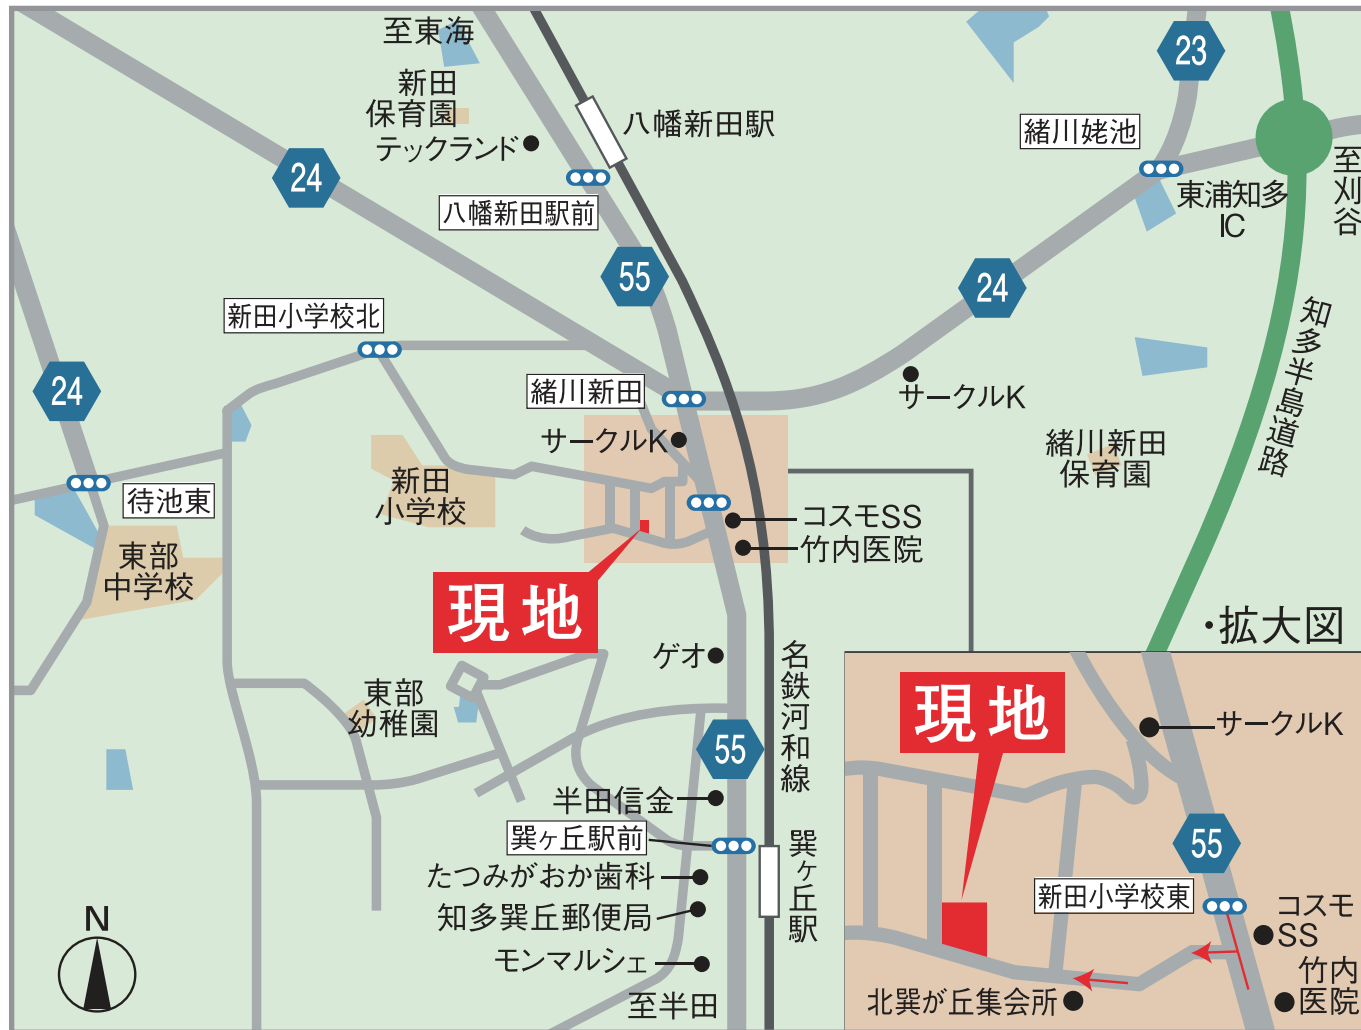 至東海
新田
保育園
テックランド
八幡新田駅
八幡新田駅前
24
55
23
緒川姥池
東浦知多
IC
至刈谷
24
新田小学校北
24
緒川新田
サークルK
サークルK
知多半島道路
緒川新田
保育園
待池東
新田
小学校
コスモSS
竹内医院
東部
中学校
現地
ゲオ
名鉄河和線
東部
幼稚園
55
半田信金
巽ヶ丘駅前
巽ヶ丘駅
たつみがおか歯科
知多巽丘郵便局
モンマルシェ
至半田
N
・拡大図
現地
サークルK
55
新田小学校東
コスモ
SS
竹内
医院
北巽が丘集会所